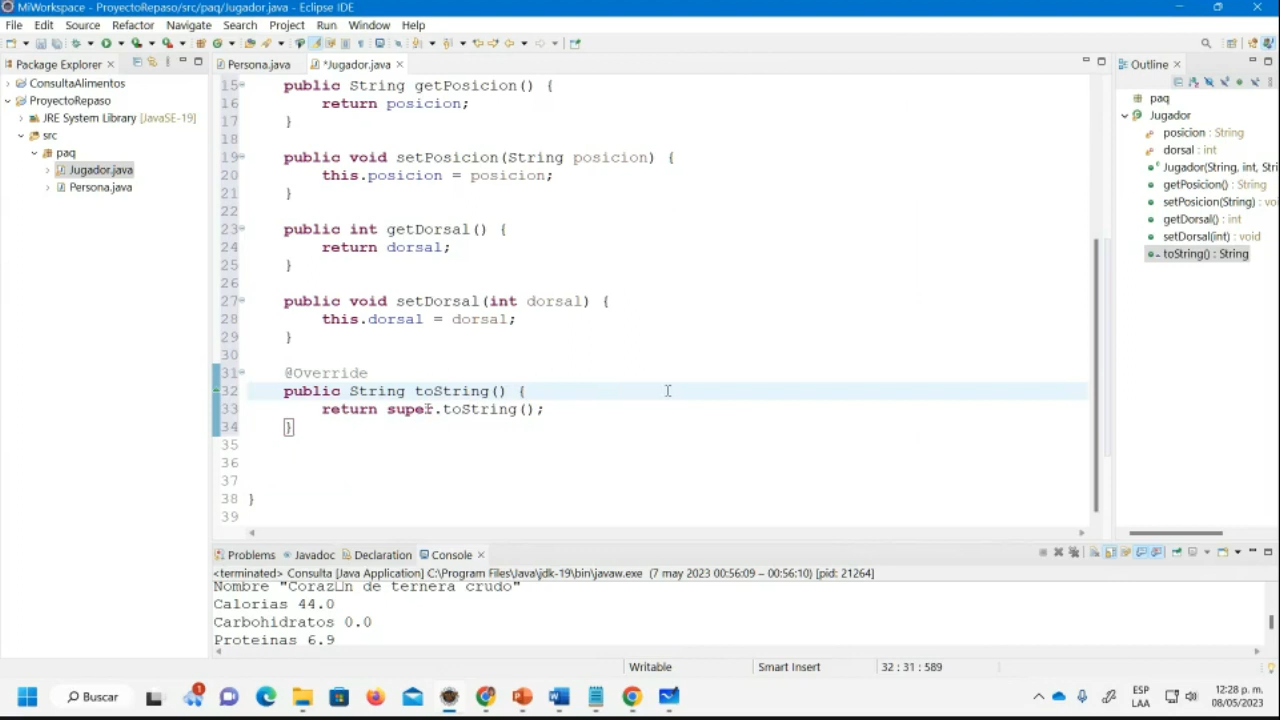 MiWorkspace - ProyectoRepaso/src/paq/Jugador.java - Eclipse IDE
File Edit Source Refactor Navigate Search Project Run Window Help
Package Explorer
ConsultaAlimentos
ProyectoRepaso
JRE System Library [JavaSE-19]
src
paq
Jugador.java
Persona.java
Persona.java *Jugador.java
15 public String getPosicion() {
16 return posicion;
17 }
18
19 public void setPosicion(String posicion) {
20 this.posicion = posicion;
21 }
22
23 public int getDorsal() {
24 return dorsal;
25 }
26
27 public void setDorsal(int dorsal) {
28 this.dorsal = dorsal;
29 }
30
31 @Override
32 public String toString() {
33 return super.toString();
34 }
35
36
37
38 }
39
Outline
paq
Jugador
posicion : String
dorsal : int
Jugador(String, int, Stri
getPosicion() : String
setPosicion(String) : vo
getDorsal() : int
setDorsal(int) : void
toString() : String
Problems Javadoc Declaration Console
<terminated> Consulta [Java Application] C:\Program Files\Java\jdk-19\bin\javaw.exe (7 may 2023 00:56:09 – 00:56:10) [pid: 21264]
Nombre "Coraz□n de ternera crudo"
Calorias 44.0
Carbohidratos 0.0
Proteinas 6.9
Writable Smart Insert 32 : 31 : 589
Buscar
1
ESP
LAA
12:28 p. m.
08/05/2023